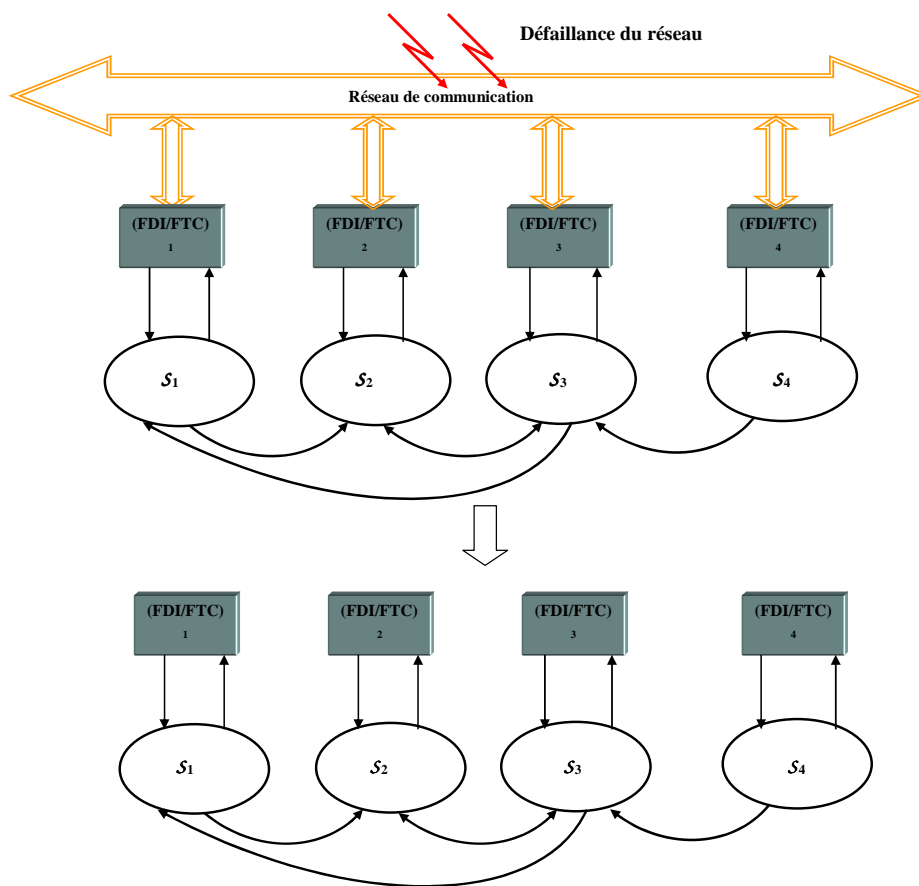 Défaillance du réseau
Réseau de communication
(FDI/FTC) (FDI/FTC) (FDI/FTC) (FDI/FTC)
1 2 3 4
S1 S2 S3 S4
(FDI/FTC) (FDI/FTC) (FDI/FTC) (FDI/FTC)
1 2 3 4
S1 S2 S3 S4